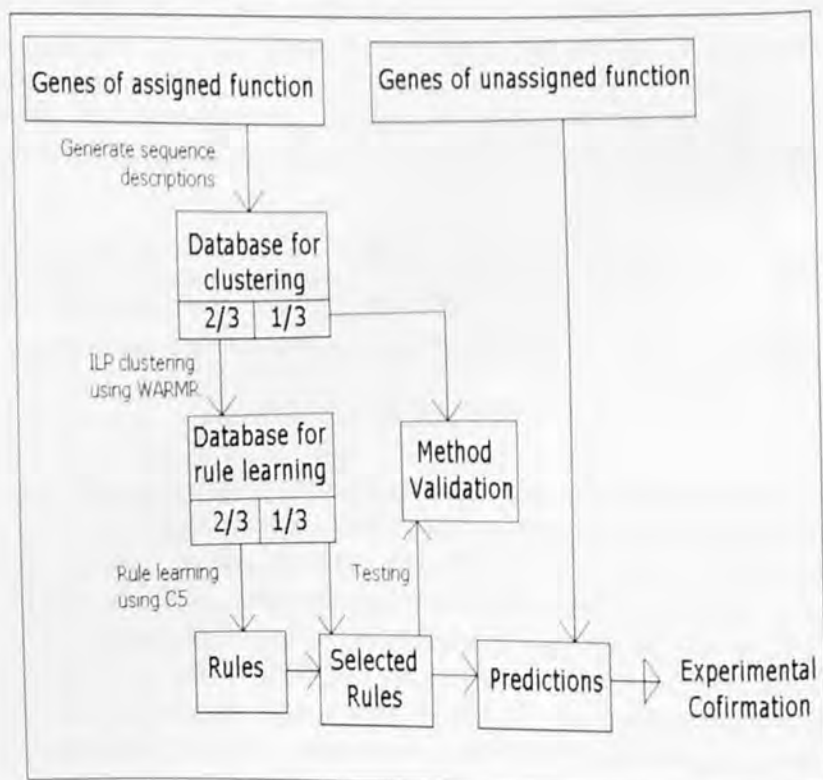 Genes of assigned function
Genes of unassigned function
Generate sequence
descriptions
Database for
clustering
2/3 1/3
ILP clustering
using WARMR
Database for
rule learning
2/3 1/3
Method
Validation
Rule learning
using C5
Testing
Rules
Selected
Rules
Predictions
Experimental
Cofirmation